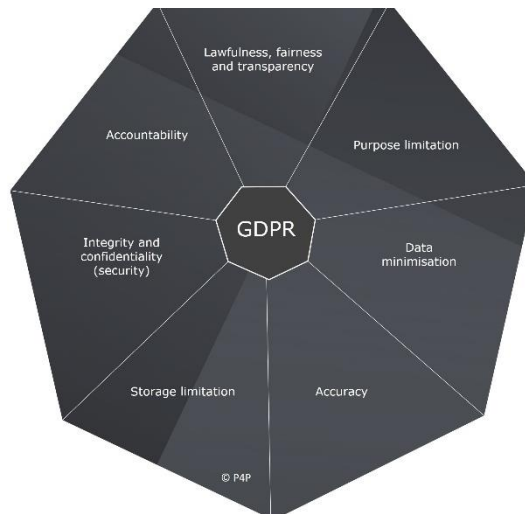 Lawfulness, fairness
and transparency
Purpose limitation
Data
minimisation
Accuracy
Storage limitation
Integrity and
confidentiality
(security)
Accountability
GDPR
© P4P